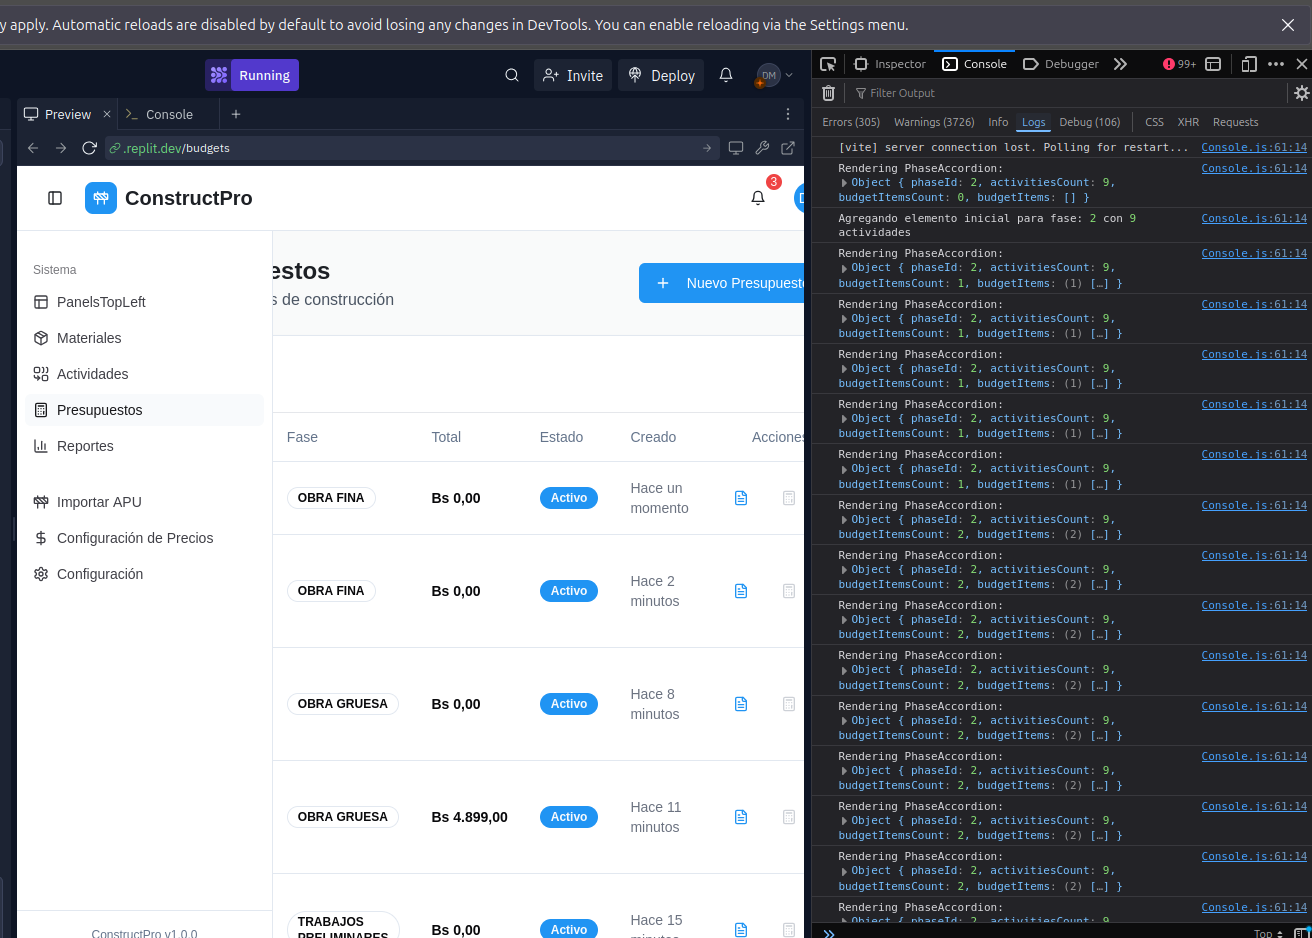 y apply. Automatic reloads are disabled by default to avoid losing any changes in DevTools. You can enable reloading via the Settings menu.
Running
Invite
Deploy
DM
Preview
Console
.replit.dev/budgets
ConstructPro
3
D
Sistema
PanelsTopLeft
Materiales
Actividades
Presupuestos
Reportes
Importar APU
Configuración de Precios
Configuración
ConstructPro v1.0.0
estos
s de construcción
Nuevo Presupuesto
Fase Total Estado Creado Acciones
OBRA FINA Bs 0,00 Activo Hace un
momento
OBRA FINA Bs 0,00 Activo Hace 2
minutos
OBRA GRUESA Bs 0,00 Activo Hace 8
minutos
OBRA GRUESA Bs 4.899,00 Activo Hace 11
minutos
TRABAJOS
PRELIMINARES Bs 0,00 Activo Hace 15
minutos
Inspector Console Debugger 99+
Filter Output
Errors (305) Warnings (3726) Info Logs Debug (106) CSS XHR Requests
[vite] server connection lost. Polling for restart... Console.js:61:14
Rendering PhaseAccordion: Console.js:61:14
Object { phaseId: 2, activitiesCount: 9,
budgetItemsCount: 0, budgetItems: [] }
Agregando elemento inicial para fase: 2 con 9 Console.js:61:14
actividades
Rendering PhaseAccordion: Console.js:61:14
Object { phaseId: 2, activitiesCount: 9,
budgetItemsCount: 1, budgetItems: (1) […] }
Rendering PhaseAccordion: Console.js:61:14
Object { phaseId: 2, activitiesCount: 9,
budgetItemsCount: 1, budgetItems: (1) […] }
Rendering PhaseAccordion: Console.js:61:14
Object { phaseId: 2, activitiesCount: 9,
budgetItemsCount: 1, budgetItems: (1) […] }
Rendering PhaseAccordion: Console.js:61:14
Object { phaseId: 2, activitiesCount: 9,
budgetItemsCount: 1, budgetItems: (1) […] }
Rendering PhaseAccordion: Console.js:61:14
Object { phaseId: 2, activitiesCount: 9,
budgetItemsCount: 1, budgetItems: (1) […] }
Rendering PhaseAccordion: Console.js:61:14
Object { phaseId: 2, activitiesCount: 9,
budgetItemsCount: 2, budgetItems: (2) […] }
Rendering PhaseAccordion: Console.js:61:14
Object { phaseId: 2, activitiesCount: 9,
budgetItemsCount: 2, budgetItems: (2) […] }
Rendering PhaseAccordion: Console.js:61:14
Object { phaseId: 2, activitiesCount: 9,
budgetItemsCount: 2, budgetItems: (2) […] }
Rendering PhaseAccordion: Console.js:61:14
Object { phaseId: 2, activitiesCount: 9,
budgetItemsCount: 2, budgetItems: (2) […] }
Rendering PhaseAccordion: Console.js:61:14
Object { phaseId: 2, activitiesCount: 9,
budgetItemsCount: 2, budgetItems: (2) […] }
Rendering PhaseAccordion: Console.js:61:14
Object { phaseId: 2, activitiesCount: 9,
budgetItemsCount: 2, budgetItems: (2) […] }
Rendering PhaseAccordion: Console.js:61:14
Object { phaseId: 2, activitiesCount: 9,
budgetItemsCount: 2, budgetItems: (2) […] }
Rendering PhaseAccordion: Console.js:61:14
Object { phaseId: 2, activitiesCount: 9,
budgetItemsCount: 2, budgetItems: (2) […] }
Rendering PhaseAccordion: Console.js:61:14
Object { phaseId: 2, activitiesCount: 9,
Top